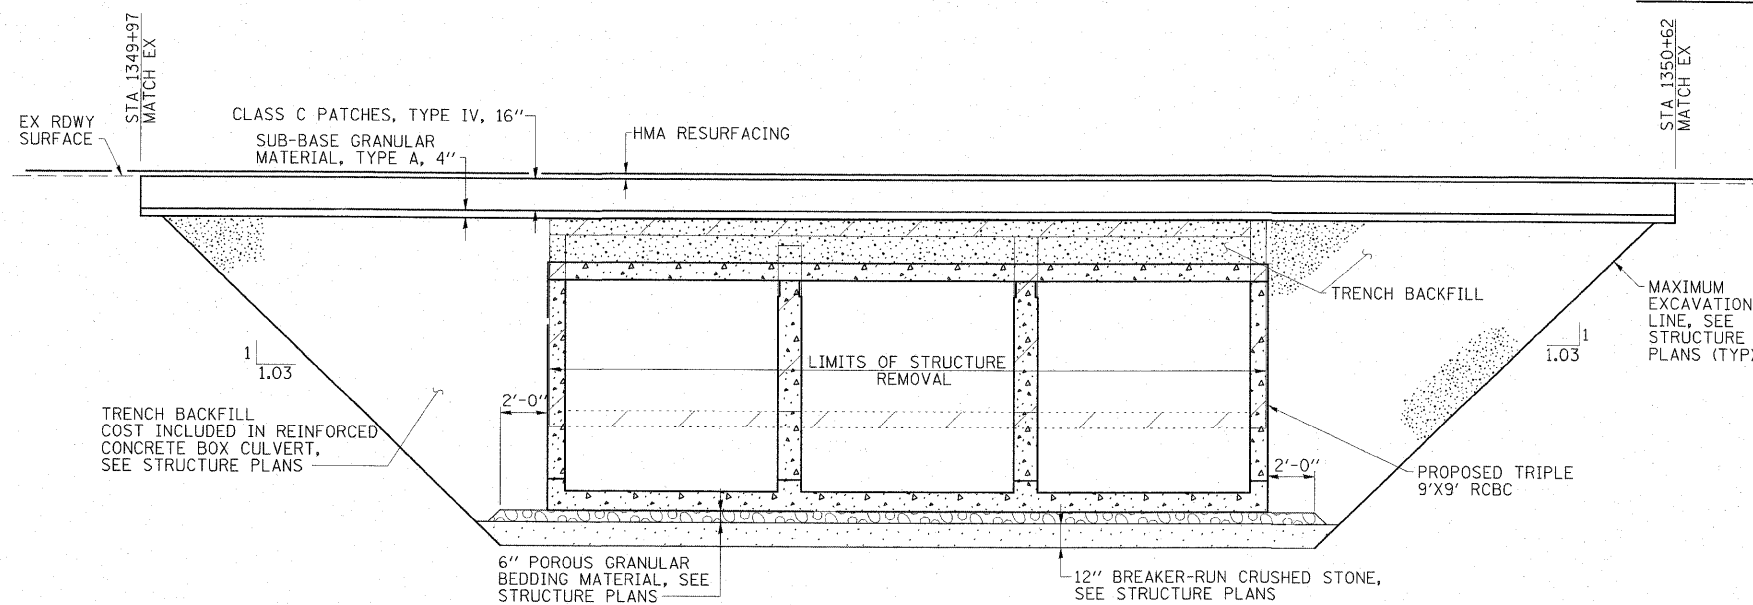 STA 1349+97
MATCH EX
STA 1350+62
MATCH EX
EX RDWY
SURFACE
CLASS C PATCHES, TYPE IV, 16"
SUB-BASE GRANULAR
MATERIAL, TYPE A, 4"
HMA RESURFACING
TRENCH BACKFILL
MAXIMUM
EXCAVATION
LINE, SEE
STRUCTURE
PLANS (TYP)
1
1.03
1
1.03
LIMITS OF STRUCTURE
REMOVAL
2'-0"
2'-0"
TRENCH BACKFILL
COST INCLUDED IN REINFORCED
CONCRETE BOX CULVERT,
SEE STRUCTURE PLANS
PROPOSED TRIPLE
9'X9' RCBC
6" POROUS GRANULAR
BEDDING MATERIAL, SEE
STRUCTURE PLANS
12" BREAKER-RUN CRUSHED STONE,
SEE STRUCTURE PLANS